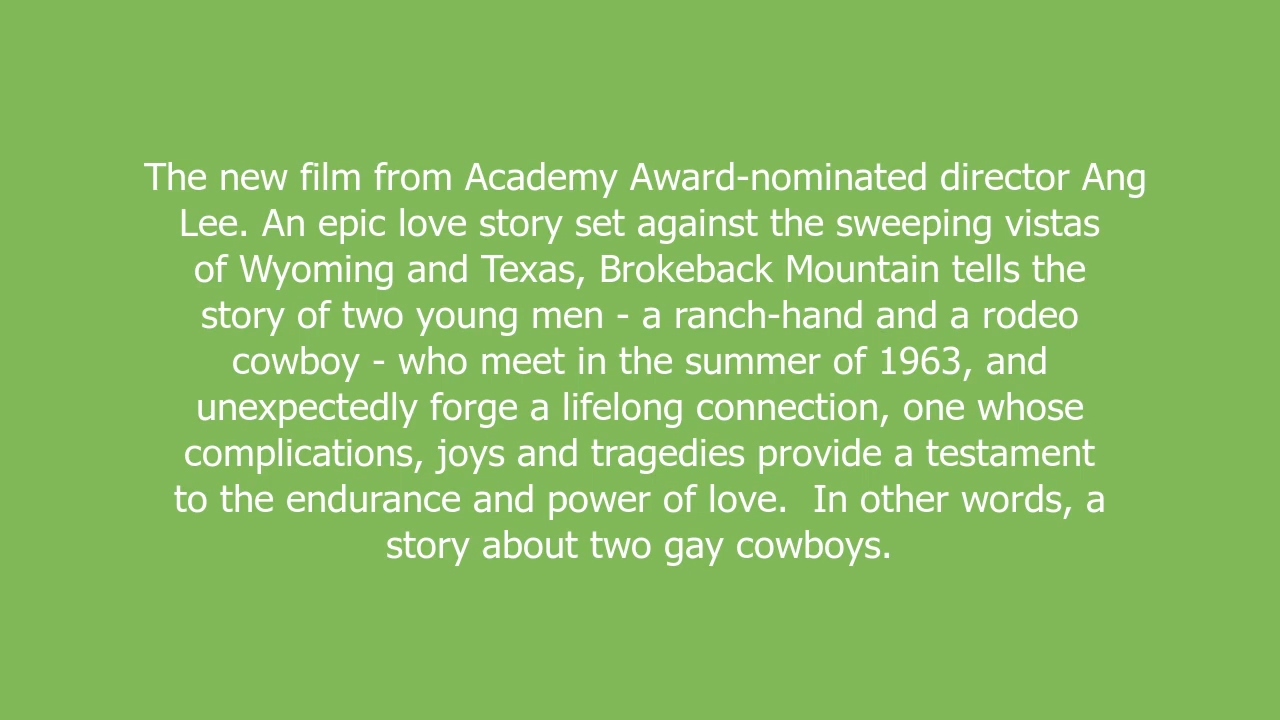 The new film from Academy Award-nominated director Ang
Lee. An epic love story set against the sweeping vistas
of Wyoming and Texas, Brokeback Mountain tells the
story of two young men - a ranch-hand and a rodeo
cowboy - who meet in the summer of 1963, and
unexpectedly forge a lifelong connection, one whose
complications, joys and tragedies provide a testament
to the endurance and power of love.  In other words, a
story about two gay cowboys.